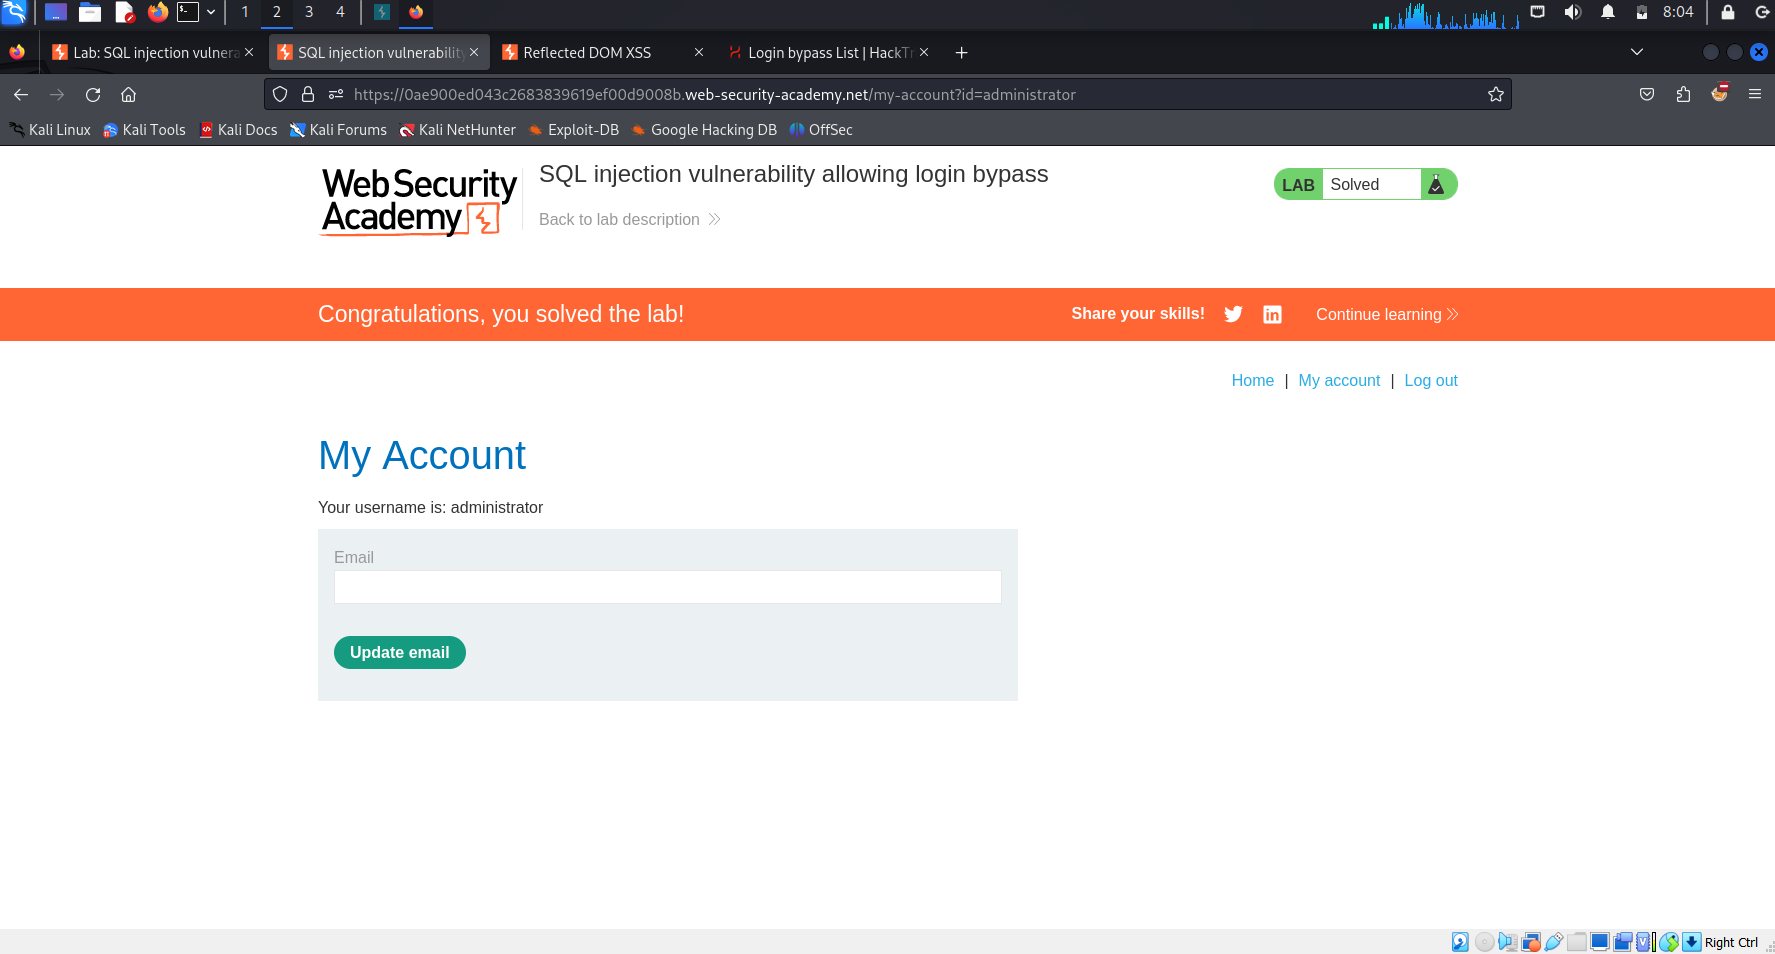 1 2 3 4 8:04
Lab: SQL injection vulnera SQL injection vulnerability Reflected DOM XSS Login bypass List | HackTr
https://0ae900ed043c2683839619ef00d9008b.web-security-academy.net/my-account?id=administrator
Kali Linux Kali Tools Kali Docs Kali Forums Kali NetHunter Exploit-DB Google Hacking DB OffSec
WebSecurity
Academy
SQL injection vulnerability allowing login bypass
Back to lab description
LAB Solved
Congratulations, you solved the lab! Share your skills! Continue learning
Home | My account | Log out
My Account
Your username is: administrator
Email
Update email
Right Ctrl